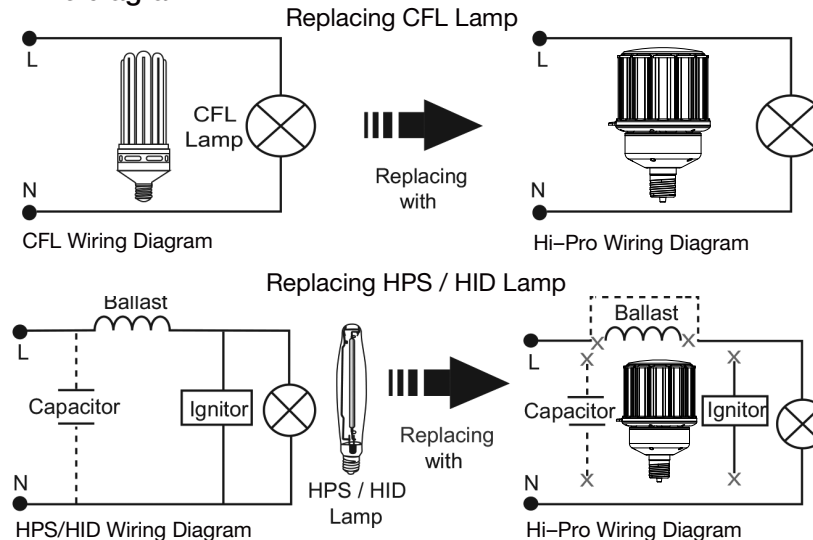 Replacing CFL Lamp
L
CFL
Lamp
N
CFL Wiring Diagram
Replacing
with
L
N
Hi–Pro Wiring Diagram
Replacing HPS / HID Lamp
Ballast
L
Capacitor
Ignitor
N
HPS/HID Wiring Diagram
HPS / HID
Lamp
Replacing
with
Ballast
L
Capacitor
Ignitor
N
Hi–Pro Wiring Diagram